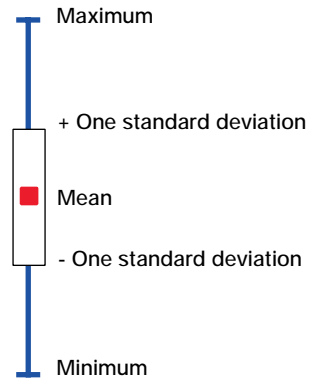 Maximum
+ One standard deviation
Mean
- One standard deviation
Minimum